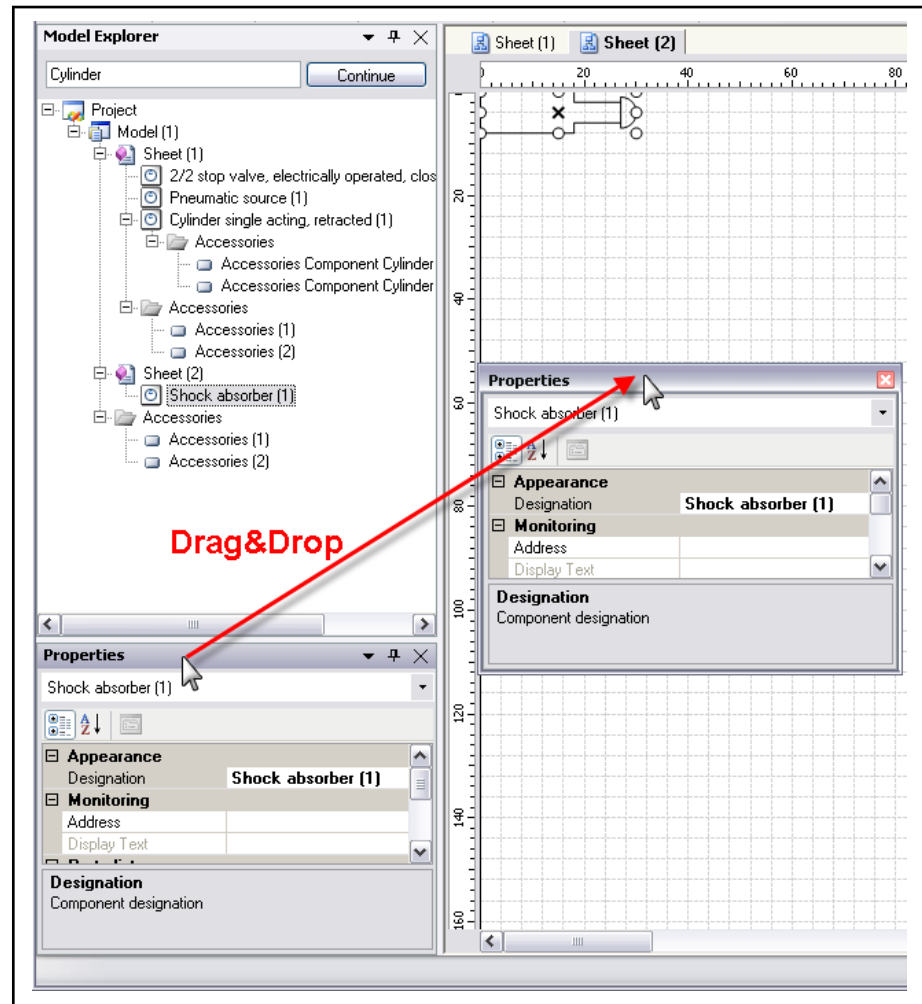 Model Explorer
Cylinder
Continue
Project
Model (1)
Sheet (1)
2/2 stop valve, electrically operated, clos
Pneumatic source (1)
Cylinder single acting, retracted (1)
Accessories
Accessories Component Cylinder
Accessories Component Cylinder
Accessories
Accessories (1)
Accessories (2)
Sheet (2)
Shock absorber (1)
Accessories
Accessories (1)
Accessories (2)
Drag&Drop
Properties
Shock absorber (1)
Appearance
Designation Shock absorber (1)
Monitoring
Address
Display Text
Designation
Component designation
Sheet (1) Sheet (2)
0 20 40 60 80
20
40
60
80
100
120
140
160
Properties
Shock absorber (1)
Appearance
Designation Shock absorber (1)
Monitoring
Address
Display Text
Designation
Component designation